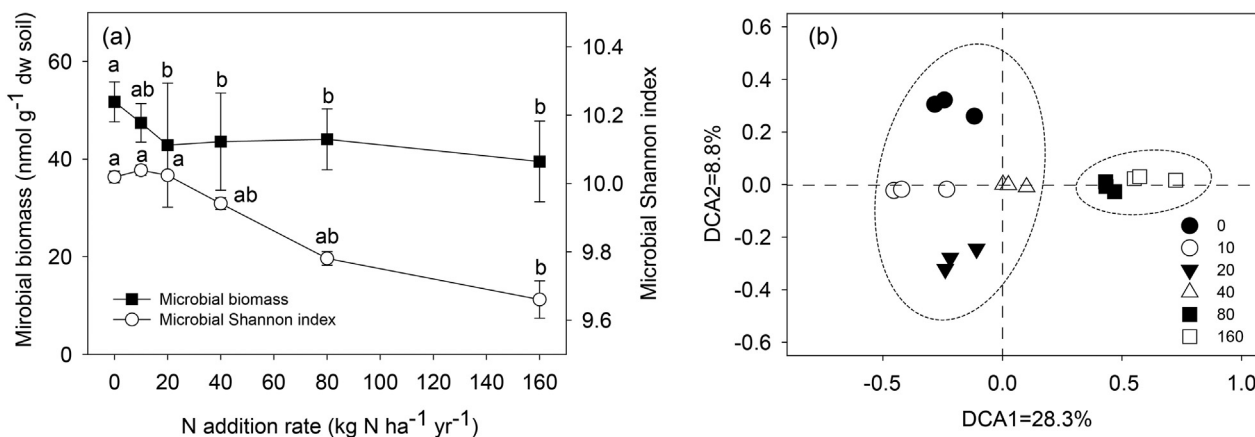 (a)
Mirobial biomass (nmol g⁻¹ dw soil)
60
40
20
0
a
ab
b
b
b
b
a
a
a
ab
ab
b
Microbial biomass
Microbial Shannon index
10.4
10.2
10.0
9.8
9.6
Microbial Shannon index
0 20 40 60 80 100 120 140 160
N addition rate (kg N ha⁻¹ yr⁻¹)
(b)
DCA2=8.8%
0.6
0.4
0.2
0.0
-0.2
-0.4
-0.6
0
10
20
40
80
160
-0.5 0.0 0.5 1.0
DCA1=28.3%